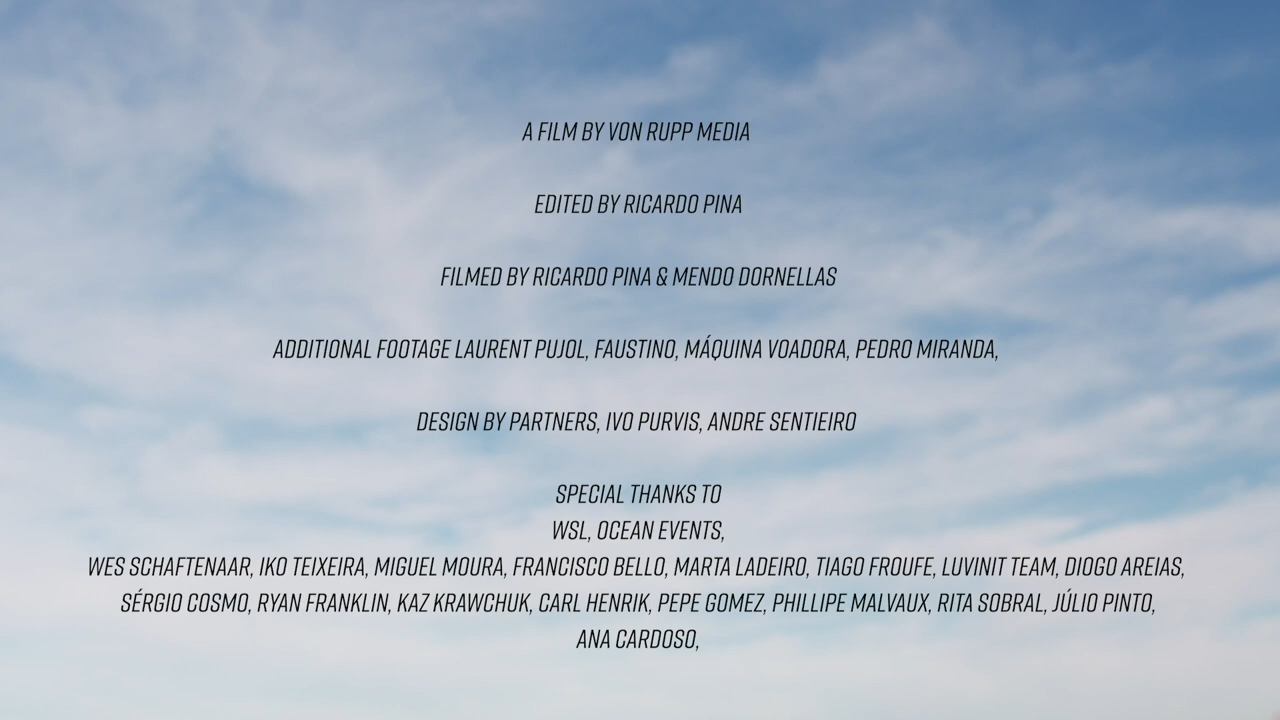 A FILM BY VON RUPP MEDIA
EDITED BY RICARDO PINA
FILMED BY RICARDO PINA & MENDO DORNELLAS
ADDITIONAL FOOTAGE LAURENT PUJOL, FAUSTINO, MÁQUINA VOADORA, PEDRO MIRANDA,
DESIGN BY PARTNERS, IVO PURVIS, ANDRE SENTIEIRO
SPECIAL THANKS TO
WSL, OCEAN EVENTS,
WES SCHAFTENAAR, IKO TEIXEIRA, MIGUEL MOURA, FRANCISCO BELLO, MARTA LADEIRO, TIAGO FROUFE, LUVINIT TEAM, DIOGO AREIAS,
SÉRGIO COSMO, RYAN FRANKLIN, KAZ KRAWCHUK, CARL HENRIK, PEPE GOMEZ, PHILLIPE MALVAUX, RITA SOBRAL, JÚLIO PINTO,
ANA CARDOSO,